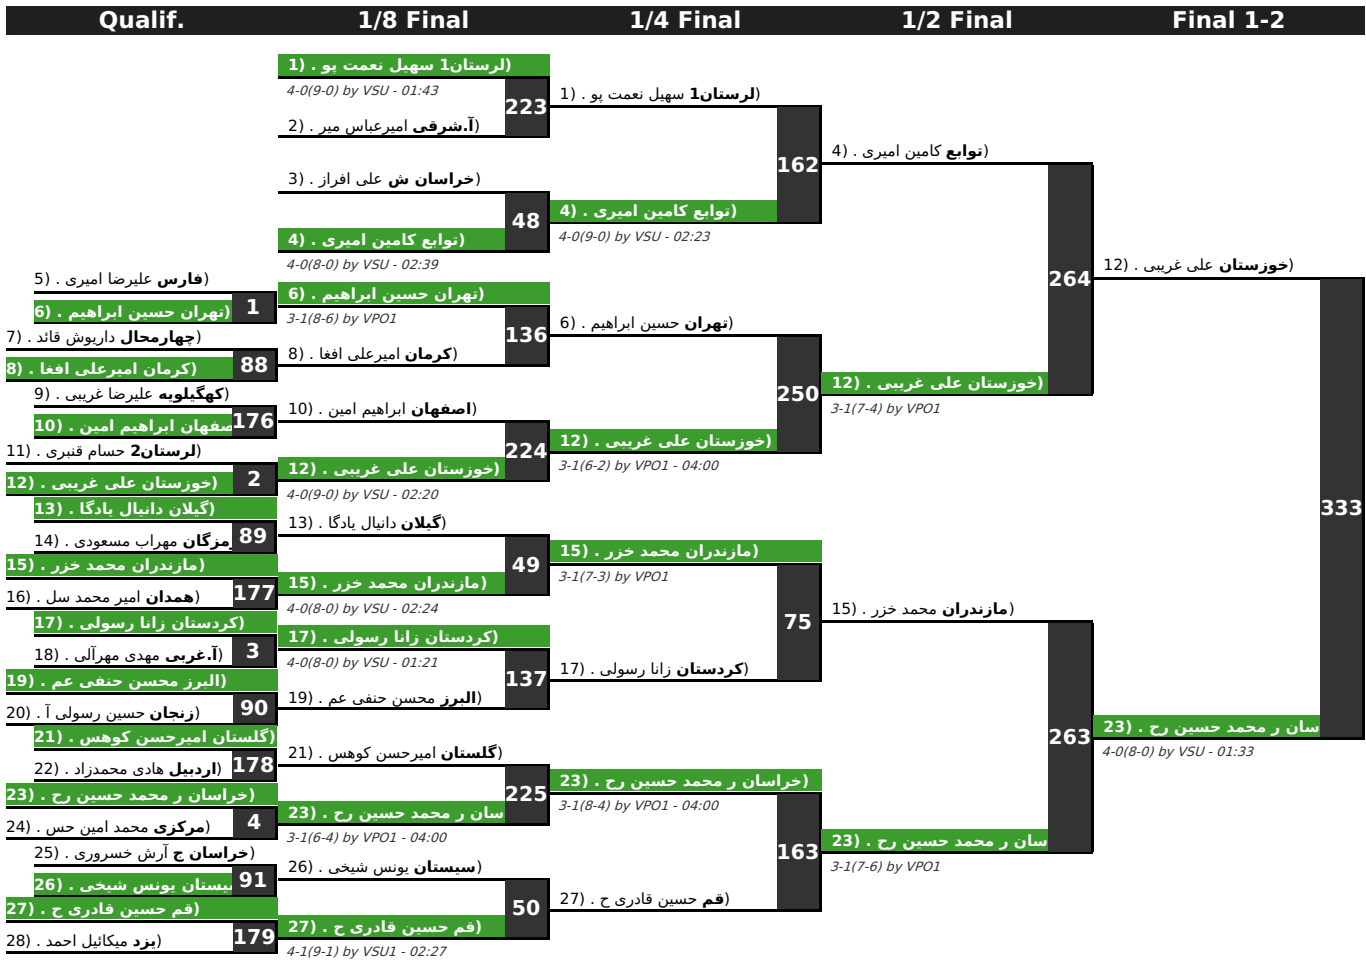 Qualif.
1/8 Final
1/4 Final
1/2 Final
Final 1-2
5) . علیرضا امیری فارس)
6) . تهران حسین ابراهیم)
1
7) . داریوش قائد چهارمحال)
8) . کرمان امیرعلی افغا)
88
9) . علیرضا غریبی کهگیلویه)
10) . صفهان ابراهیم امین
176
11) . حسام قنبری لرستان2)
12) . خوزستان علی غریبی)
2
13) . گیلان دانیال یادگا)
14) . مهراب مسعودی رمزگان
89
15) . مازندران محمد خزر)
16) . امیر محمد سل همدان)
177
17) . کردستان زانا رسولی)
18) . مهدی مهرآلی آ.غربی)
3
19) . البرز محسن حنفی عم)
20) . حسین رسولی آ زنجان)
90
21) . گلستان امیرحسن کوهس)
22) . هادی محمدزاد اردبیل)
178
23) . خراسان ر محمد حسین رح)
24) . محمد امین حس مرکزی)
4
25) . آرش خسروری خراسان ج)
26) . سیستان یونس شیخی
91
27) . قم حسین قادری ح)
28) . میکائیل احمد یزد)
179
1) . لرستان1 سهیل نعمت پو)
4-0(9-0) by VSU - 01:43
2) . امیرعباس میر آ.شرقی)
223
3) . علی افراز خراسان ش)
4) . توابع کامین امیری)
48
4-0(8-0) by VSU - 02:39
6) . تهران حسین ابراهیم)
3-1(8-6) by VPO1
8) . امیرعلی افغا کرمان)
136
10) . ابراهیم امین اصفهان)
12) . خوزستان علی غریبی)
224
4-0(9-0) by VSU - 02:20
13) . دانیال یادگا گیلان)
15) . مازندران محمد خزر)
49
4-0(8-0) by VSU - 02:24
17) . کردستان زانا رسولی)
4-0(8-0) by VSU - 01:21
19) . محسن حنفی عم البرز)
137
21) . امیرحسن کوهس گلستان)
23) . سان ر محمد حسین رح
225
3-1(6-4) by VPO1 - 04:00
26) . یونس شیخی سیستان)
27) . قم حسین قادری ح)
50
4-1(9-1) by VSU1 - 02:27
1) . سهیل نعمت پو لرستان1)
4) . توابع کامین امیری)
162
4-0(9-0) by VSU - 02:23
6) . حسین ابراهیم تهران)
12) . خوزستان علی غریبی)
250
3-1(6-2) by VPO1 - 04:00
15) . مازندران محمد خزر)
3-1(7-3) by VPO1
17) . زانا رسولی کردستان)
75
23) . خراسان ر محمد حسین رح)
3-1(8-4) by VPO1 - 04:00
27) . حسین قادری ح قم)
163
4) . کامین امیری توابع)
12) . خوزستان علی غریبی)
264
3-1(7-4) by VPO1
15) . محمد خزر مازندران)
23) . سان ر محمد حسین رح
263
3-1(7-6) by VPO1
12) . علی غریبی خوزستان)
23) . سان ر محمد حسین رح
333
4-0(8-0) by VSU - 01:33